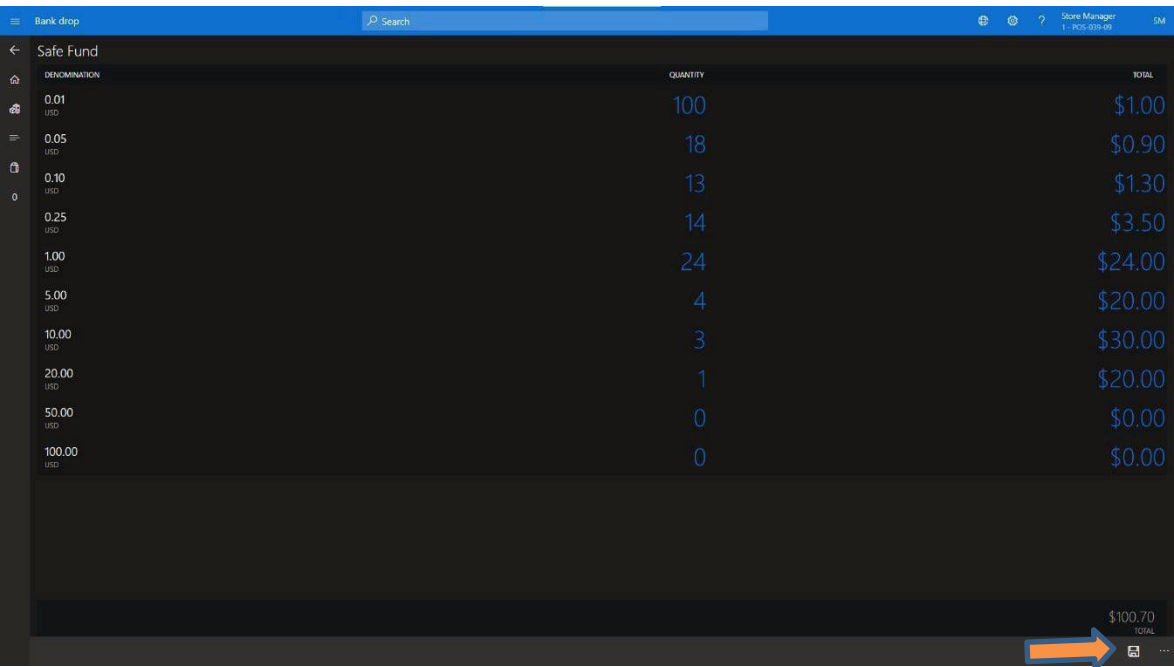 Bank drop
Search
?
Store Manager
1 - POS-039-09
SM
Safe Fund
DENOMINATION QUANTITY TOTAL
0.01 100 $1.00
USD
0.05 18 $0.90
USD
0.10 13 $1.30
USD
0.25 14 $3.50
USD
1.00 24 $24.00
USD
5.00 4 $20.00
USD
10.00 3 $30.00
USD
20.00 1 $20.00
USD
50.00 0 $0.00
USD
100.00 0 $0.00
USD
0
$100.70
TOTAL